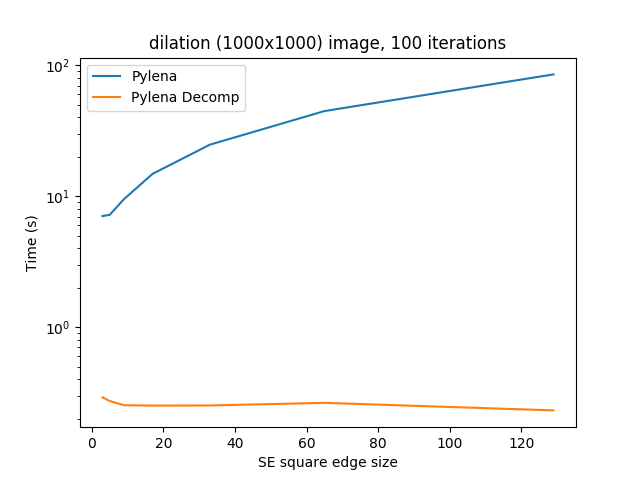 dilation (1000x1000) image, 100 iterations
Pylena
Pylena Decomp
Time (s)
10²
10¹
10⁰
0 20 40 60 80 100 120
SE square edge size